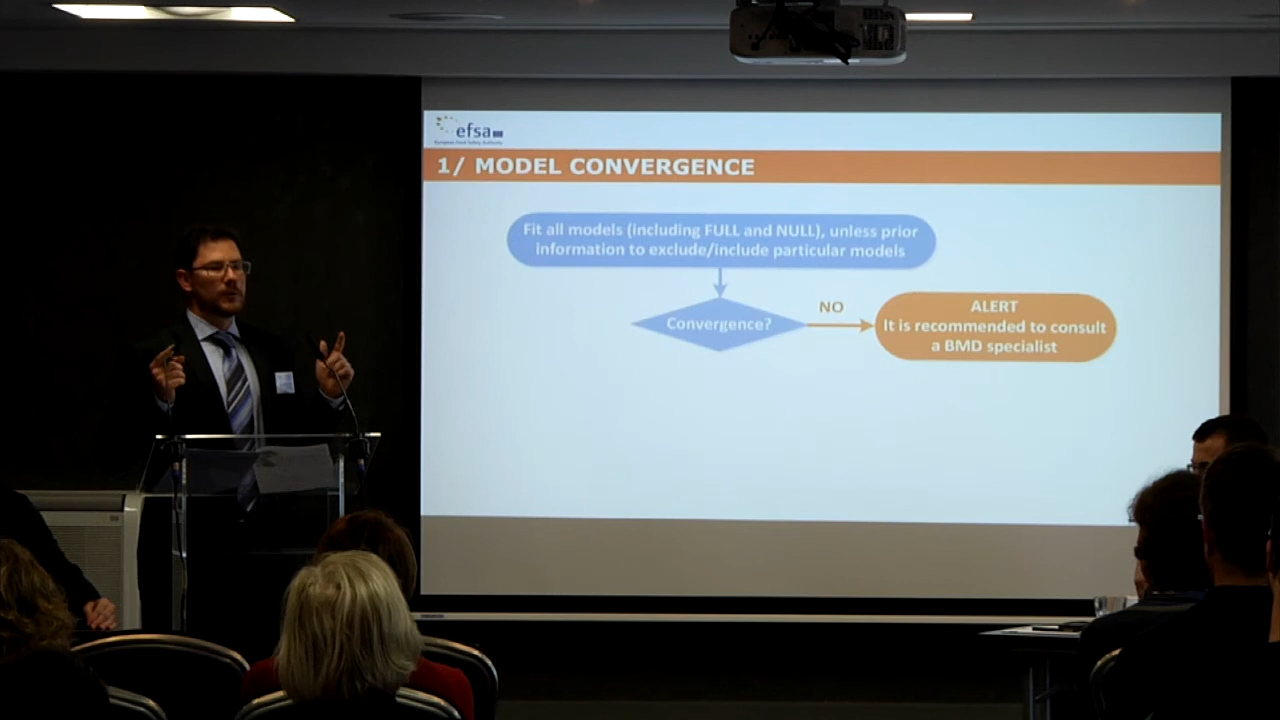 efsa
European Food Safety Authority
1/ MODEL CONVERGENCE
Fit all models (including FULL and NULL), unless prior
information to exclude/include particular models
Convergence?
NO
ALERT
It is recommended to consult
a BMD specialist